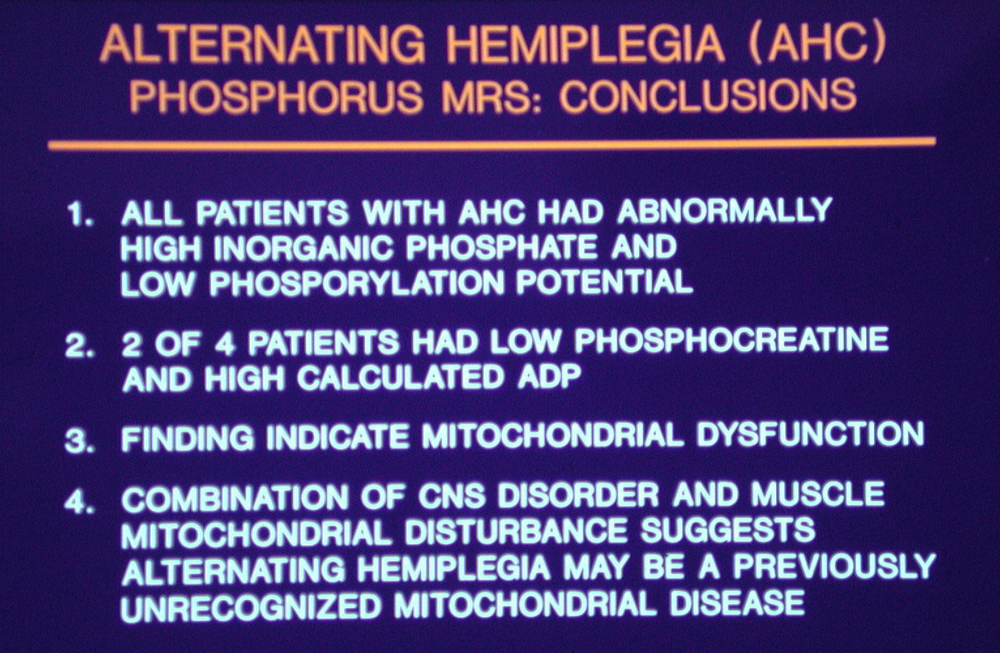 ALTERNATING HEMIPLEGIA (AHC)
PHOSPHORUS MRS: CONCLUSIONS
1. ALL PATIENTS WITH AHC HAD ABNORMALLY
HIGH INORGANIC PHOSPHATE AND
LOW PHOSPORYLATION POTENTIAL
2. 2 OF 4 PATIENTS HAD LOW PHOSPHOCREATINE
AND HIGH CALCULATED ADP
3. FINDING INDICATE MITOCHONDRIAL DYSFUNCTION
4. COMBINATION OF CNS DISORDER AND MUSCLE
MITOCHONDRIAL DISTURBANCE SUGGESTS
ALTERNATING HEMIPLEGIA MAY BE A PREVIOUSLY
UNRECOGNIZED MITOCHONDRIAL DISEASE